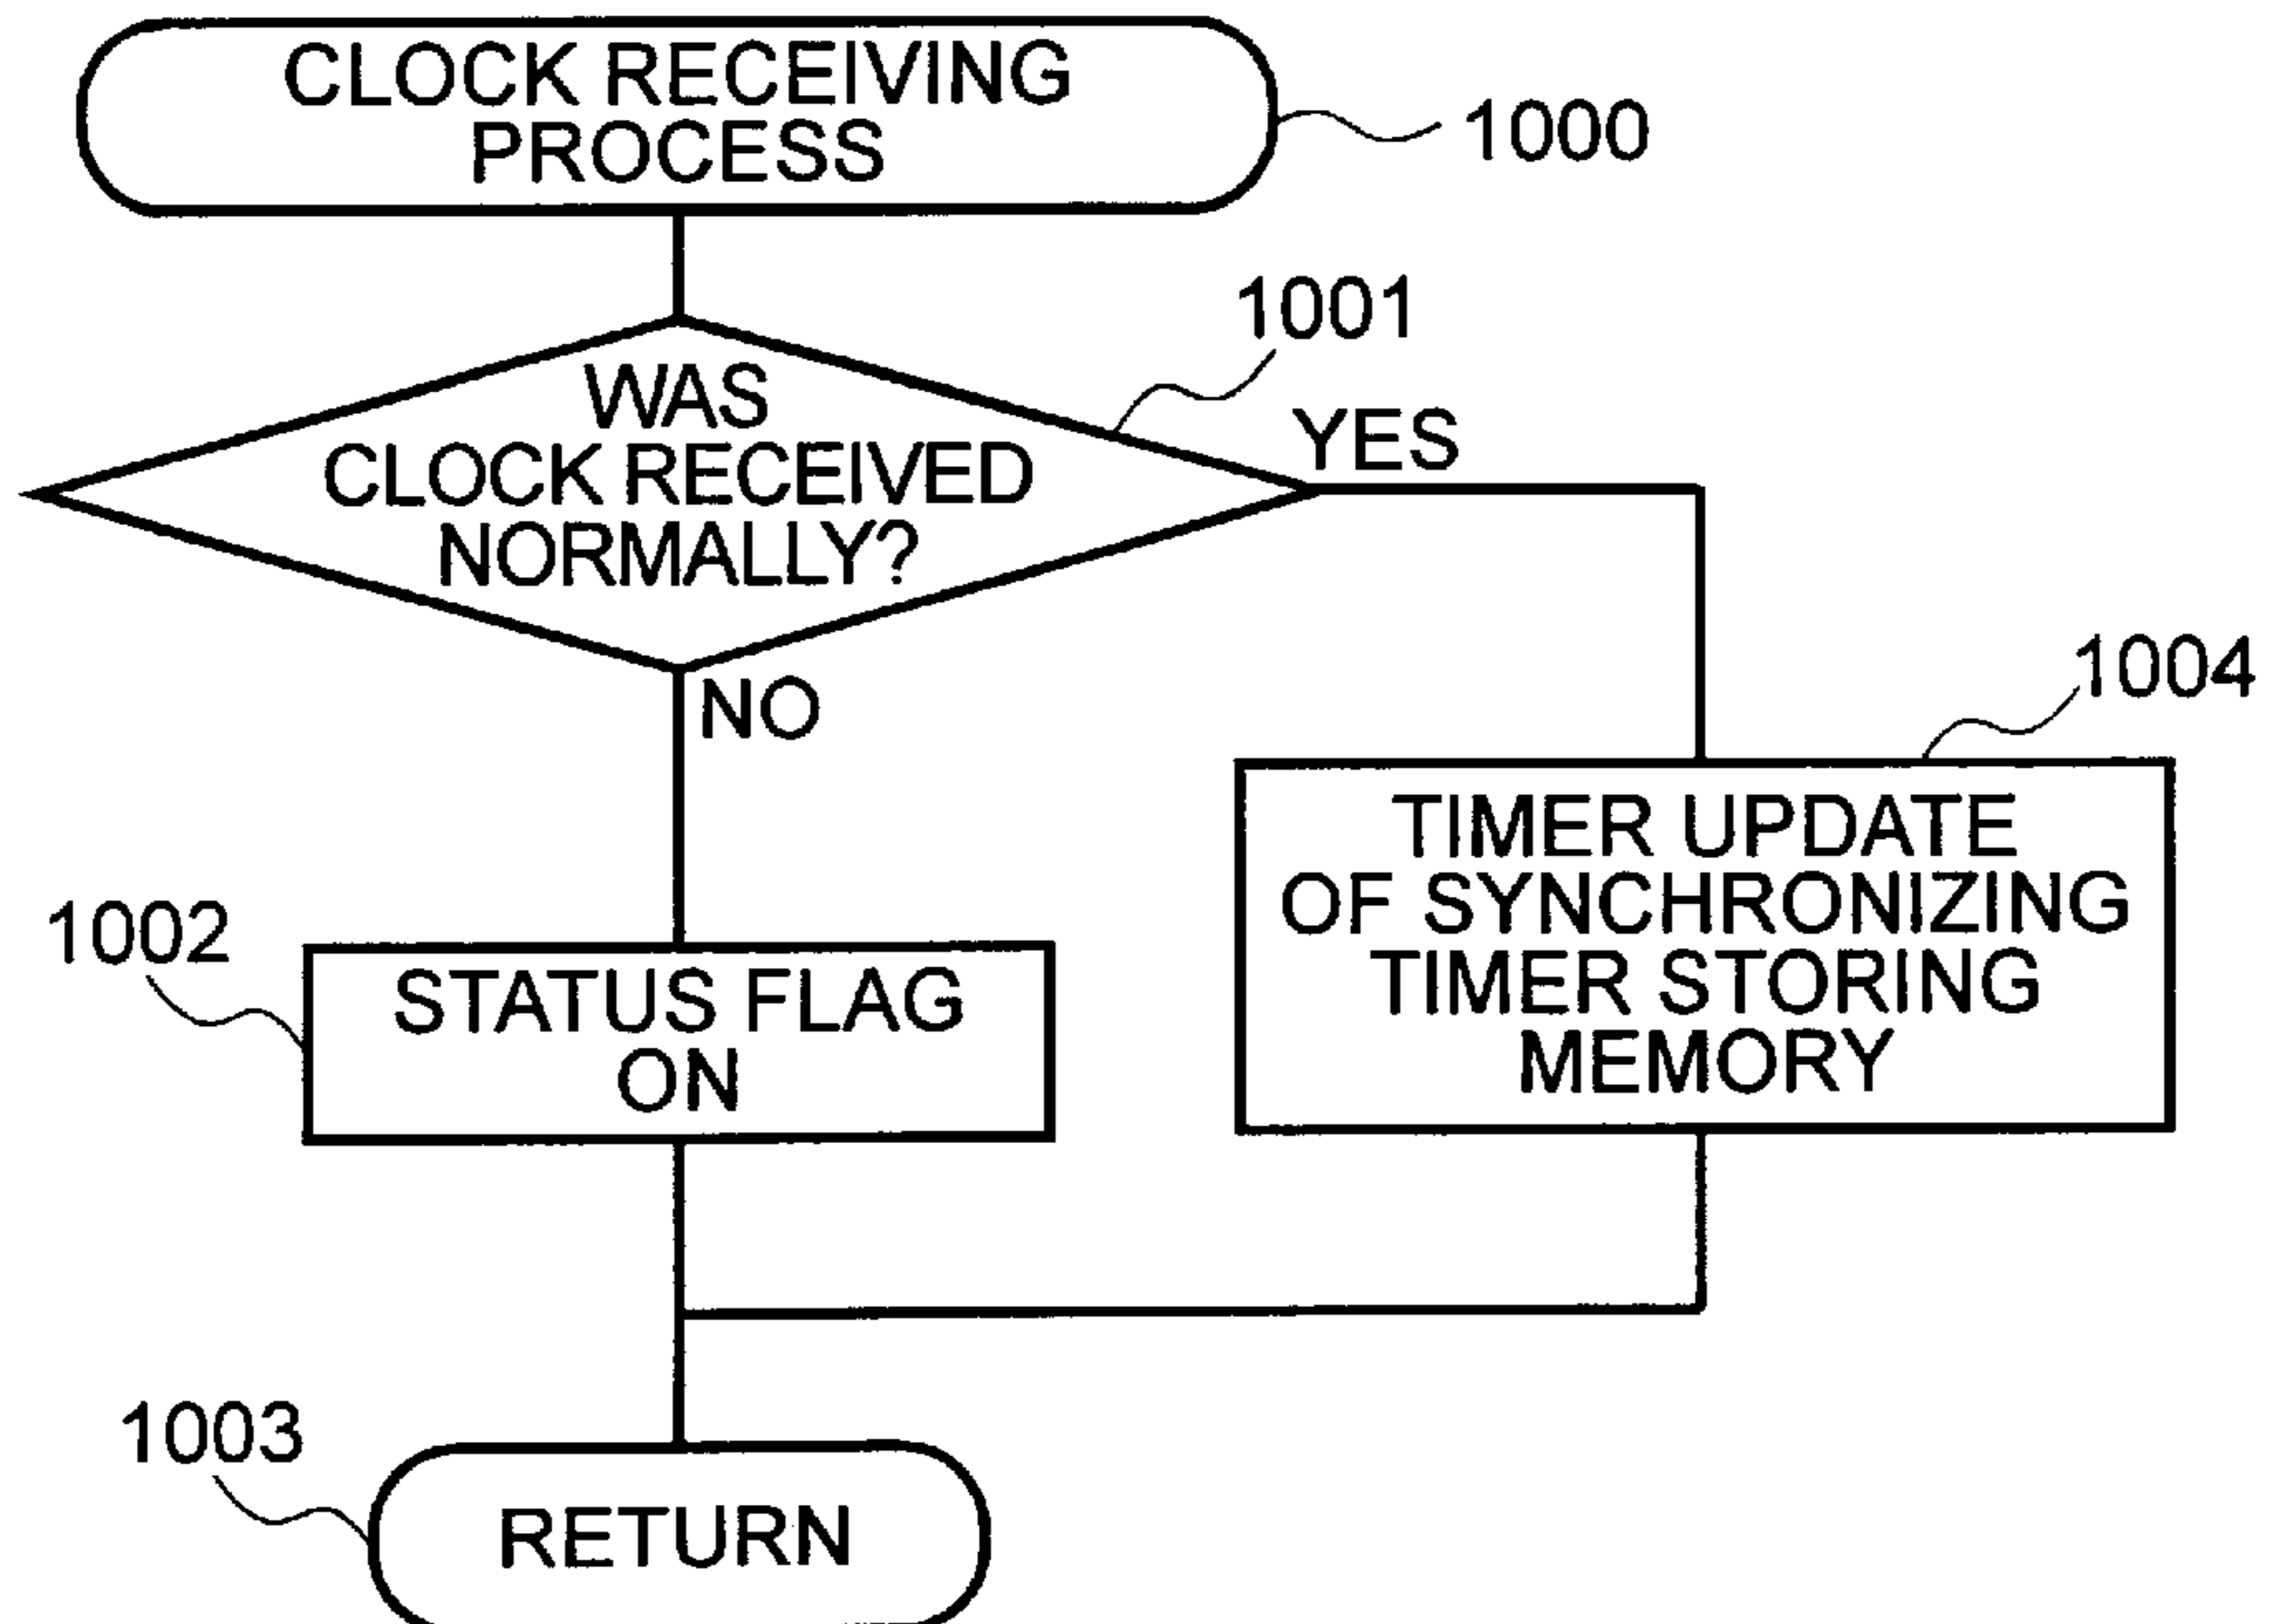 CLOCK RECEIVING
PROCESS
1000
1001
WAS
CLOCK RECEIVED
NORMALLY?
YES
NO
1004
TIMER UPDATE
OF SYNCHRONIZING
TIMER STORING
MEMORY
1002
STATUS FLAG
ON
1003
RETURN